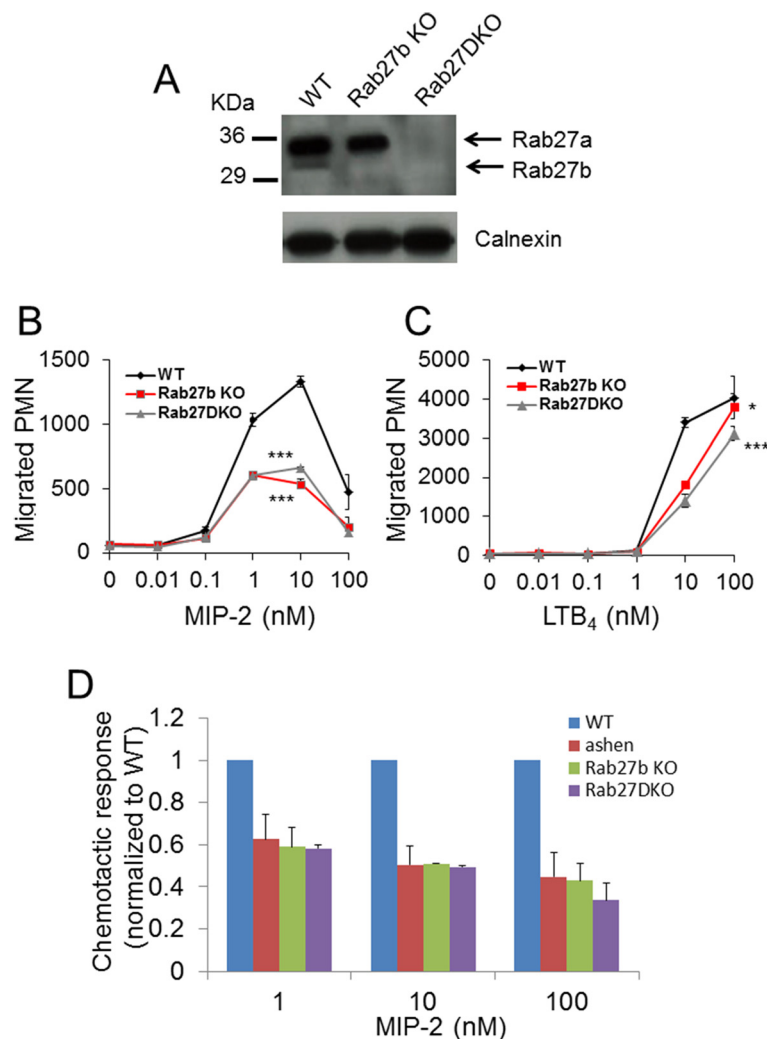 A
WT
Rab27b KO
Rab27DKO
KDa
36
29
Rab27a
Rab27b
Calnexin
B
Migrated PMN
1500
1000
500
0
WT
Rab27b KO
Rab27DKO
***
***
0 0.01 0.1 1 10 100
MIP-2 (nM)
C
Migrated PMN
5000
4000
3000
2000
1000
0
WT
Rab27b KO
Rab27DKO
*
***
0 0.01 0.1 1 10 100
LTB4 (nM)
D
Chemotactic response
(normalized to WT)
1.2
1
0.8
0.6
0.4
0.2
0
WT
ashen
Rab27b KO
Rab27DKO
1 10 100
MIP-2 (nM)